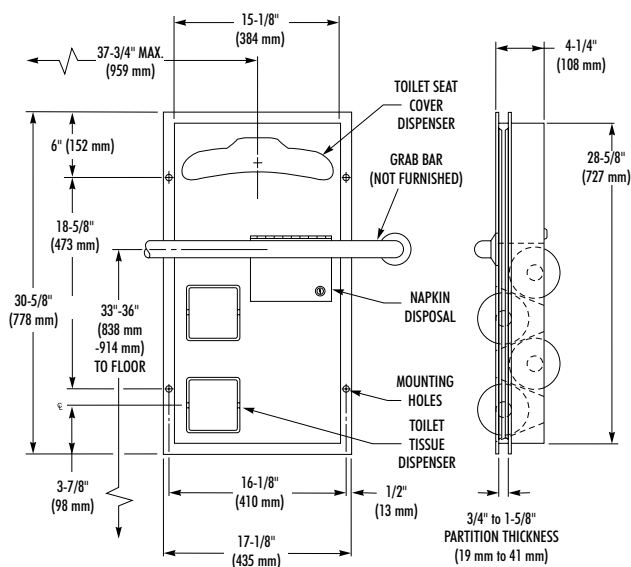 15-1/8"
(384 mm)
37-3/4" MAX.
(959 mm)
4-1/4"
(108 mm)
TOILET SEAT
COVER
DISPENSER
6" (152 mm)
GRAB BAR
(NOT FURNISHED)
28-5/8"
(727 mm)
18-5/8"
(473 mm)
30-5/8"
(778 mm)
33"-36"
(838 mm
-914 mm)
TO FLOOR
NAPKIN
DISPOSAL
MOUNTING
HOLES
℄
TOILET
TISSUE
DISPENSER
3-7/8"
(98 mm)
16-1/8"
(410 mm)
1/2"
(13 mm)
3/4" to 1-5/8"
PARTITION THICKNESS
(19 mm to 41 mm)
17-1/8"
(435 mm)